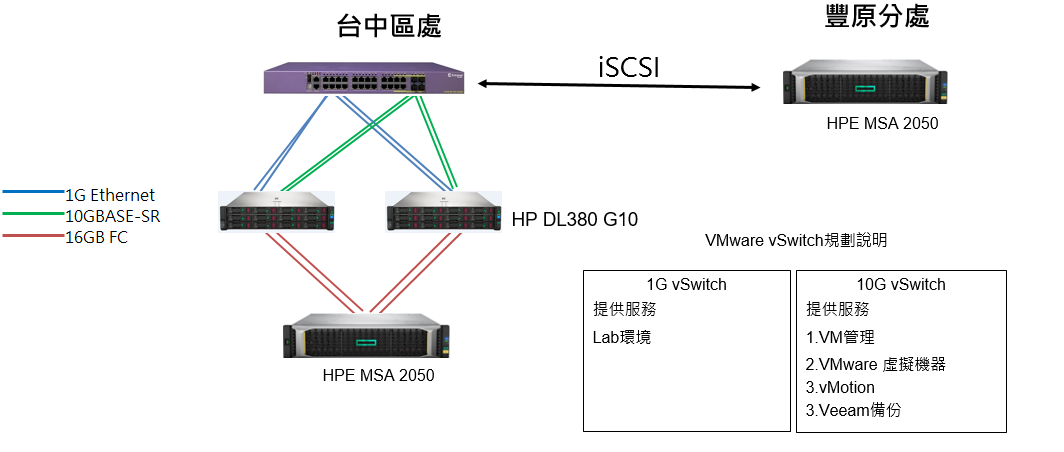 台中區處
豐原分處
iSCSI
HPE MSA 2050
1G Ethernet
10GBASE-SR
16GB FC
HP DL380 G10
VMware vSwitch規劃說明
1G vSwitch
提供服務
Lab環境
10G vSwitch
提供服務
1.VM管理
2.VMware 虛擬機器
3.vMotion
3.Veeam備份
HPE MSA 2050